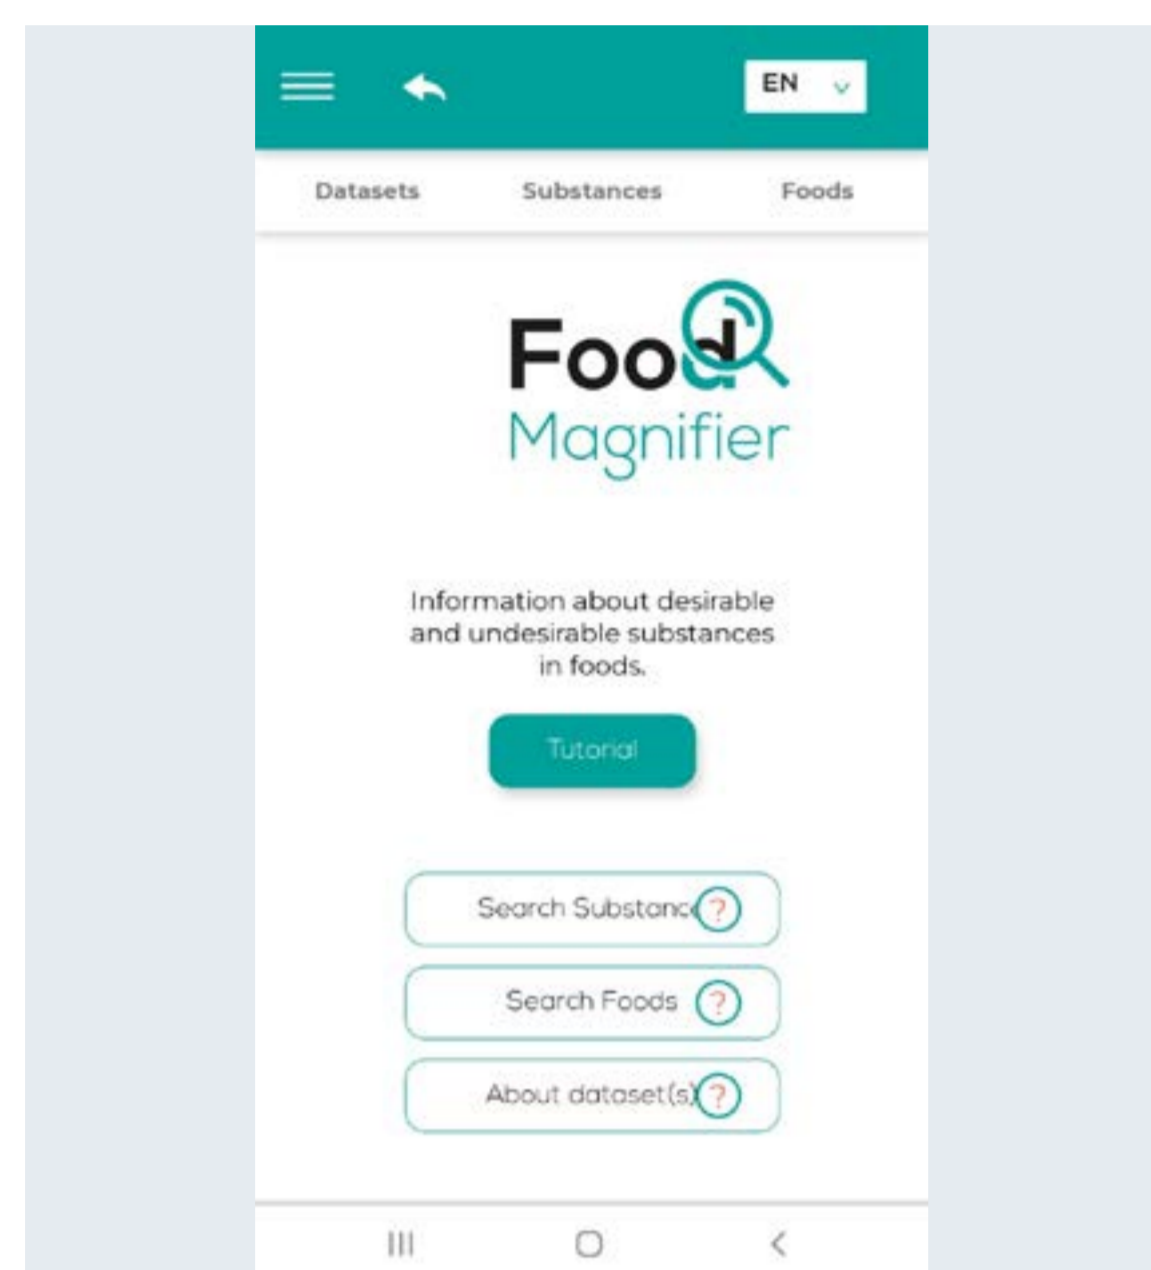 EN
Datasets Substances Foods
Food
Magnifier
Information about desirable
and undesirable substances
in foods.
Tutorial
Search Substanc ?
Search Foods ?
About dataset(s) ?